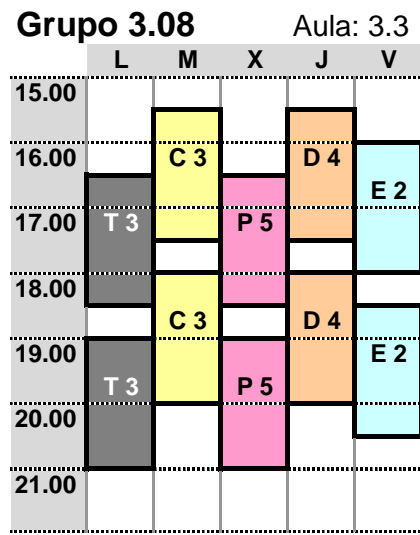 Grupo 3.08 Aula: 3.3
L M X J V
15.00
16.00 C 3 D 4
E 2
17.00 T 3 P 5
18.00
C 3 D 4
19.00
E 2
T 3 P 5
20.00
21.00